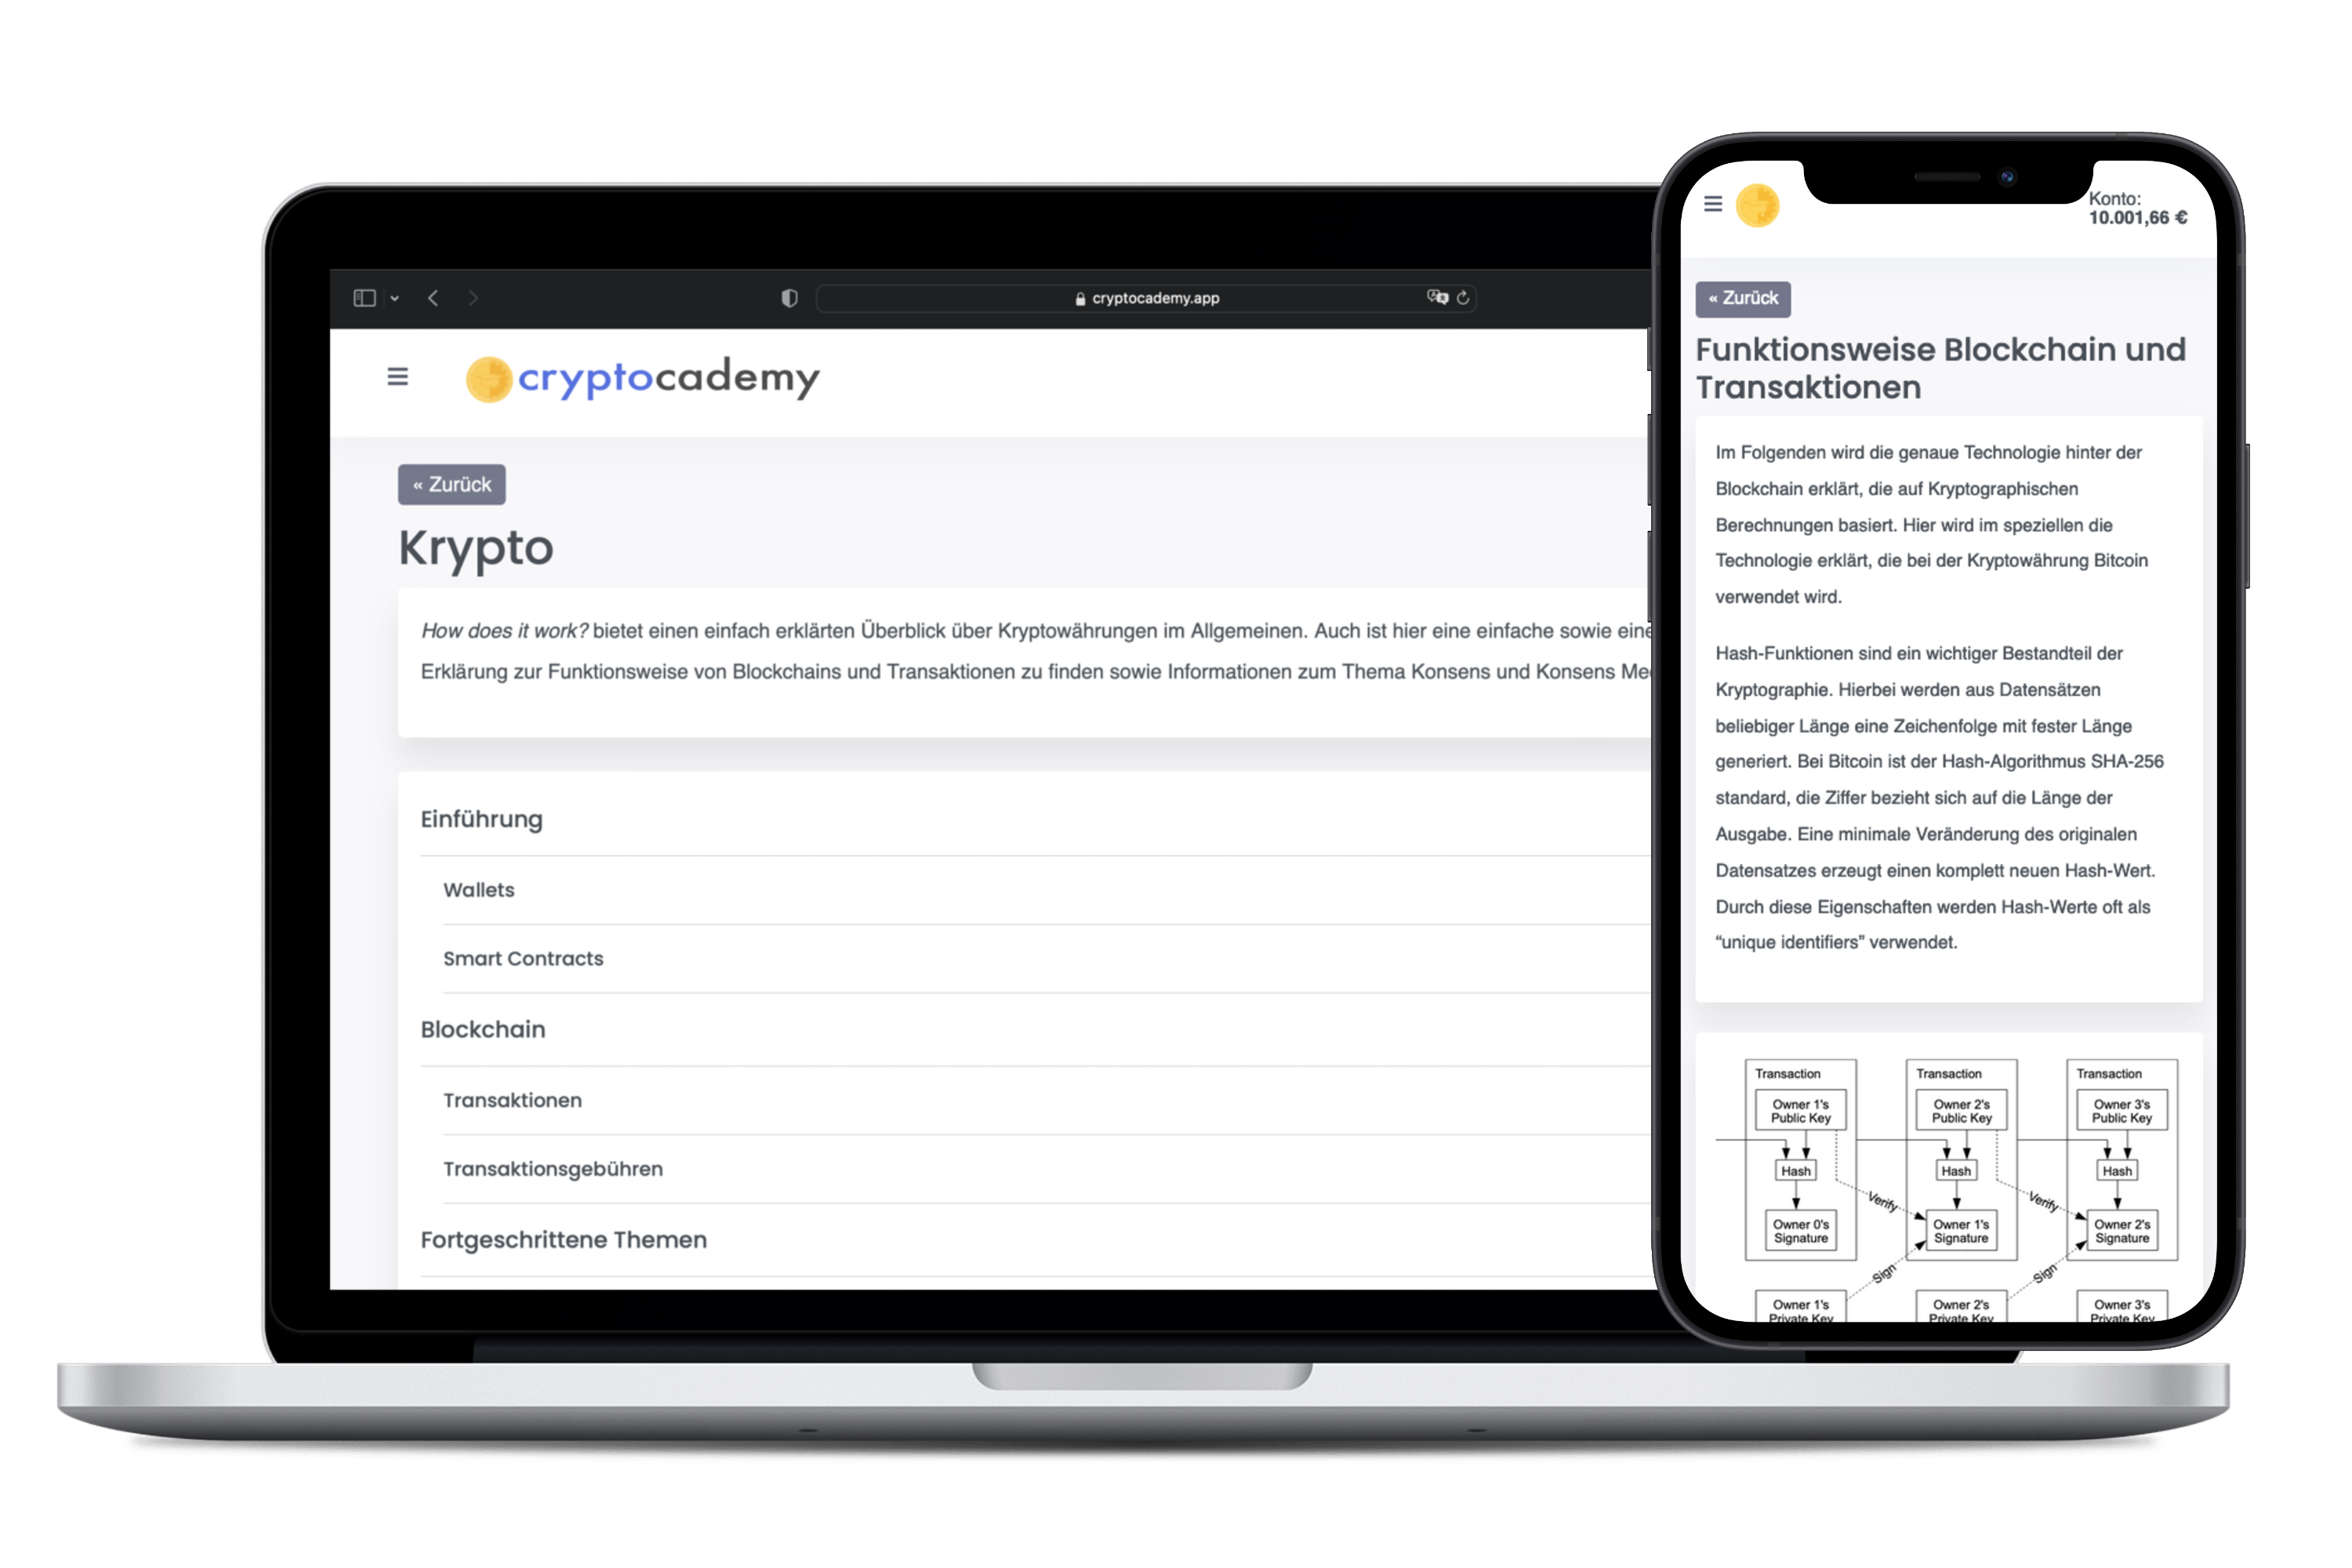 cryptocademy.app
cryptocademy
« Zurück
Krypto
How does it work? bietet einen einfach erklärten Überblick über Kryptowährungen im Allgemeinen. Auch ist hier eine einfache sowie eine
Erklärung zur Funktionsweise von Blockchains und Transaktionen zu finden sowie Informationen zum Thema Konsens und Konsens
Einführung
Wallets
Smart Contracts
Blockchain
Transaktionen
Transaktionsgebühren
Fortgeschrittene Themen
Konto:
10.001,66 €
« Zurück
Funktionsweise Blockchain und
Transaktionen
Im Folgenden wird die genaue Technologie hinter der
Blockchain erklärt, die auf Kryptographischen
Berechnungen basiert. Hier wird im speziellen die
Technologie erklärt, die bei der Kryptowährung Bitcoin
verwendet wird.
Hash-Funktionen sind ein wichtiger Bestandteil der
Kryptographie. Hierbei werden aus Datensätzen
beliebiger Länge eine Zeichenfolge mit fester Länge
generiert. Bei Bitcoin ist der Hash-Algorithmus SHA-256
standard, die Ziffer bezieht sich auf die Länge der
Ausgabe. Eine minimale Veränderung des originalen
Datensatzes erzeugt einen komplett neuen Hash-Wert.
Durch diese Eigenschaften werden Hash-Werte oft als
“unique identifiers” verwendet.
Transaction Transaction Transaction
Owner 1's Owner 2's Owner 3's
Public Key Public Key Public Key
Hash Hash Hash
Verify Verify
Owner 0's Owner 1's Owner 2's
Signature Signature Signature
Sign Sign
Owner 1's Owner 2's Owner 3's
Private Key Private Key Private Key